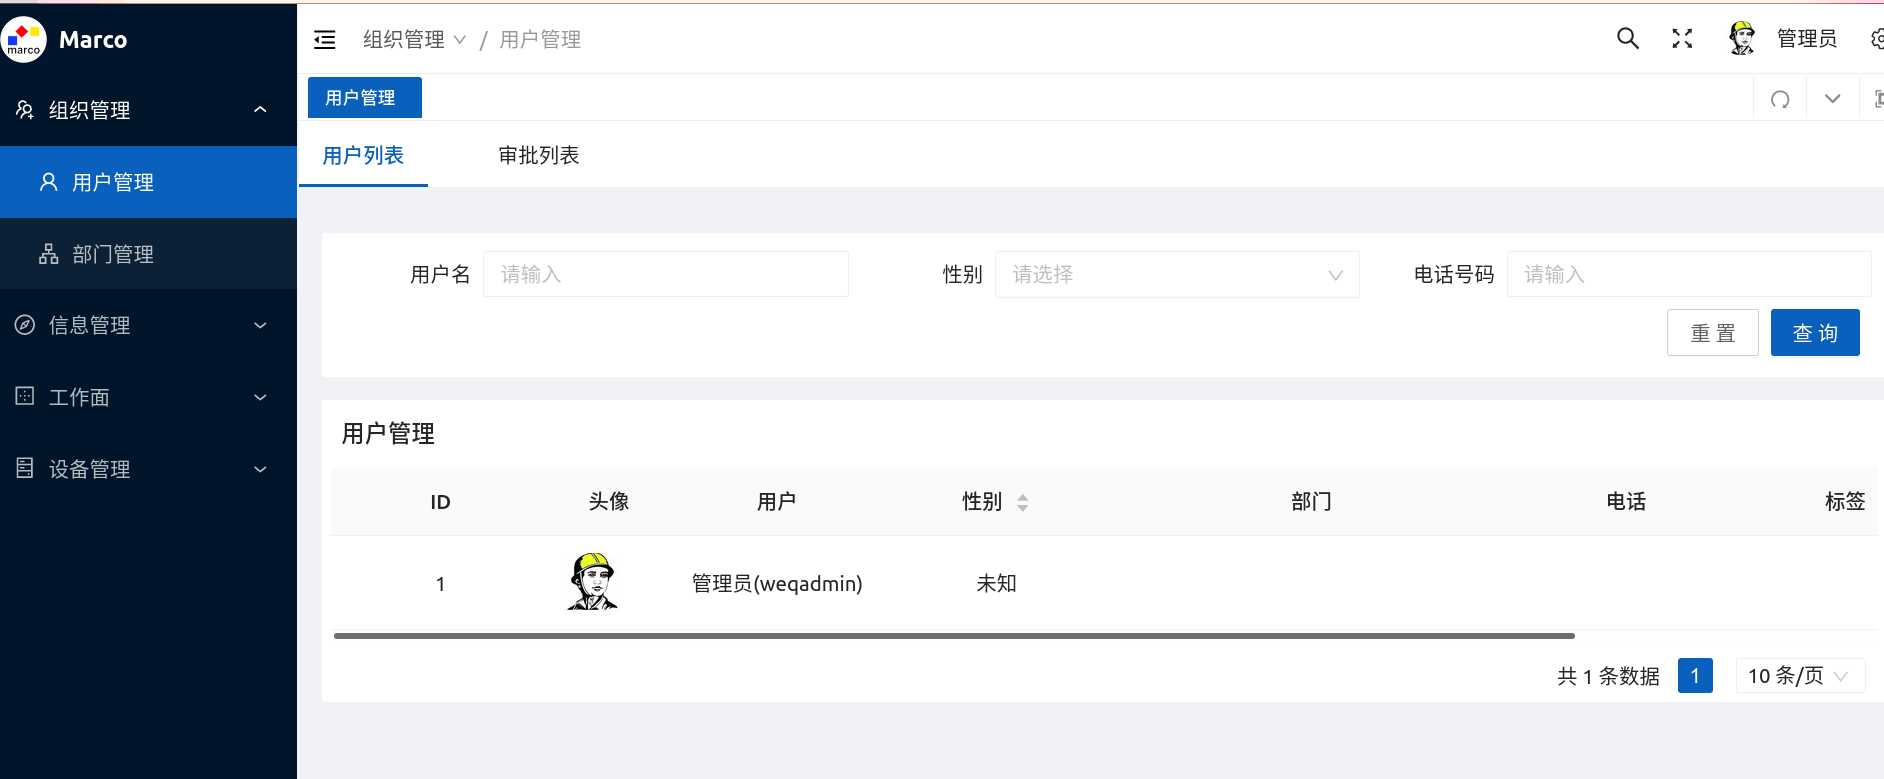 marco
Marco
组织管理
用户管理
部门管理
信息管理
工作面
设备管理
组织管理 / 用户管理
管理员
用户管理
用户列表 审批列表
用户名 请输入 性别 请选择 电话号码 请输入
重 置 查 询
用户管理
ID 头像 用户 性别 部门 电话 标签
1 管理员(weqadmin) 未知
共 1 条数据 1 10 条/页